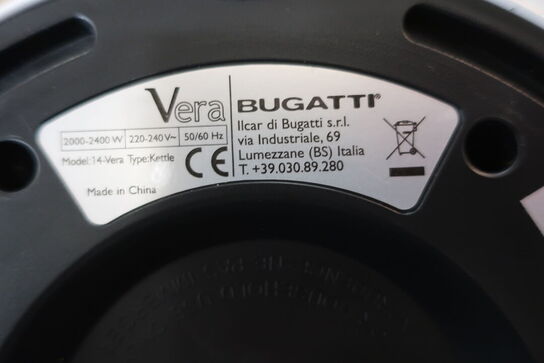 Vera
2000-2400 W 220-240 V~ 50/60 Hz
Model:14-Vera Type:Kettle
CE
Made in China
BUGATTI®
Ilcar di Bugatti s.r.l.
via Industriale, 69
Lumezzane (BS) Italia
T. +39.030.89.280